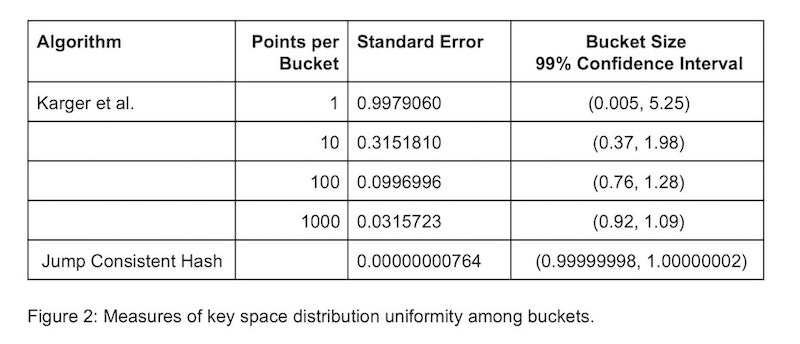 Algorithm Points per Bucket Standard Error Bucket Size 99% Confidence Interval
Karger et al. 1 0.9979060 (0.005, 5.25)
10 0.3151810 (0.37, 1.98)
100 0.0996996 (0.76, 1.28)
1000 0.0315723 (0.92, 1.09)
Jump Consistent Hash 0.00000000764 (0.99999998, 1.00000002)
Figure 2: Measures of key space distribution uniformity among buckets.